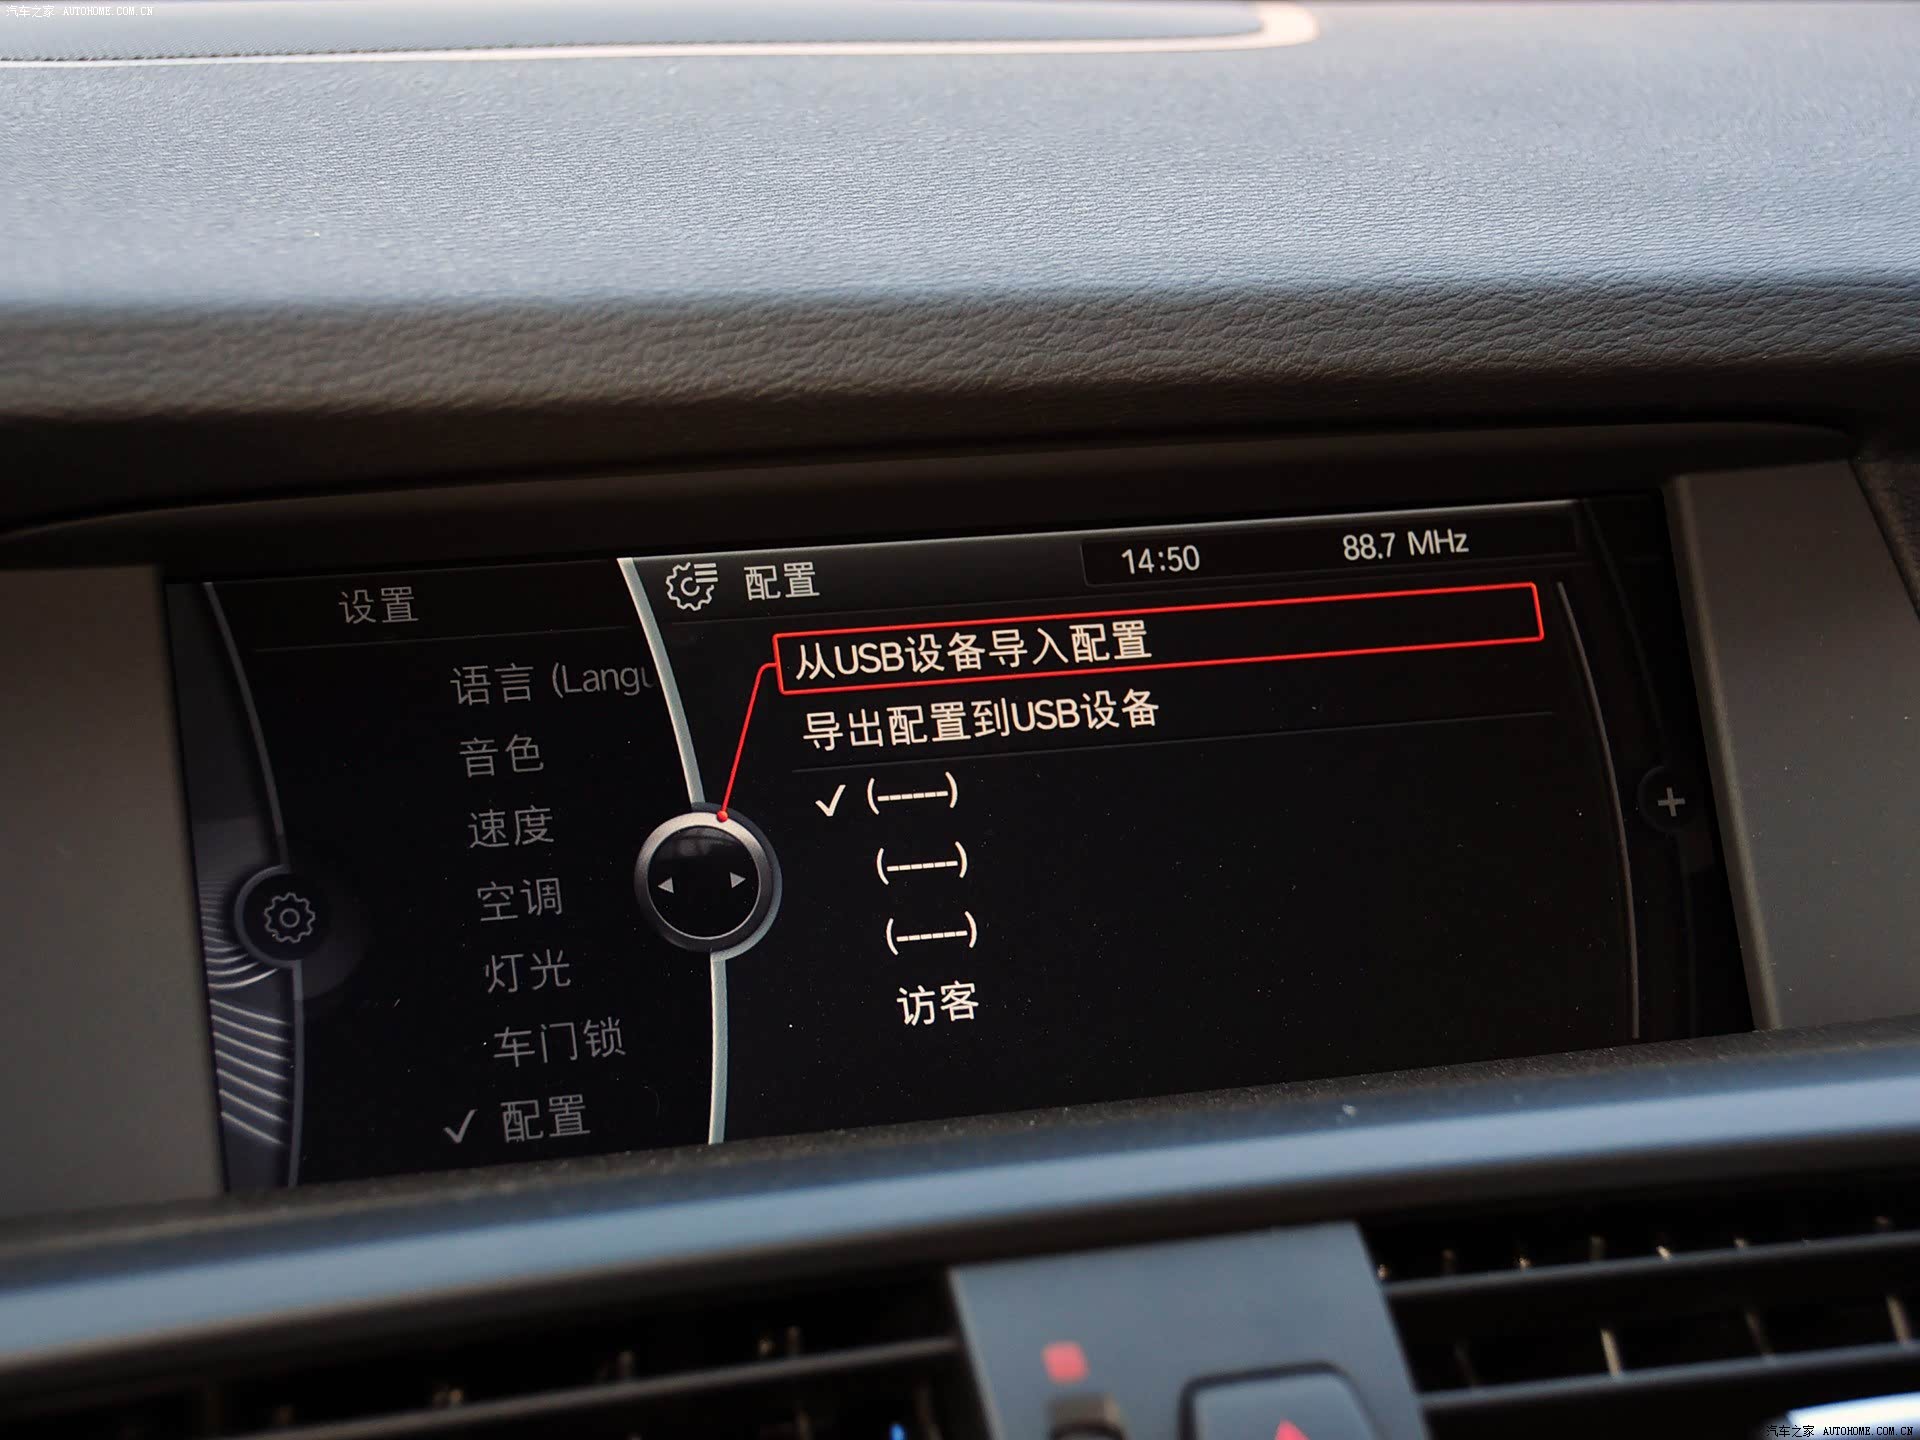 汽车之家 AUTOHOME.COM.CN
设置
配置
14:50
88.7 MHz
语言 (Langu
音色
速度
空调
灯光
车门锁
✓ 配置
从USB设备导入配置
导出配置到USB设备
✓ (------)
(------)
(------)
访客
汽车之家 AUTOHOME.COM.CN